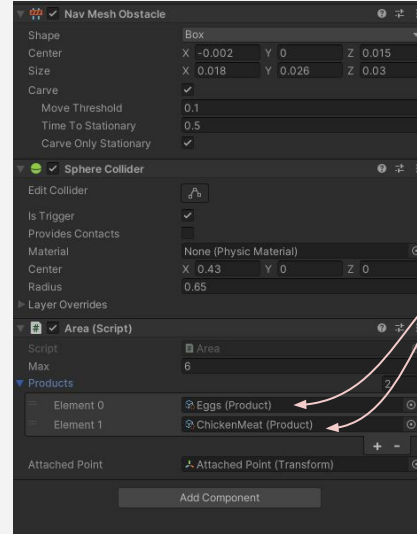 Nav Mesh Obstacle
Shape Box
Center X -0.002 Y 0 Z 0.015
Size X 0.018 Y 0.026 Z 0.03
Carve
Move Threshold 0.1
Time To Stationary 0.5
Carve Only Stationary
Sphere Collider
Edit Collider
Is Trigger
Provides Contacts
Material None (Physic Material)
Center X 0.43 Y 0 Z 0
Radius 0.65
Layer Overrides
# Area (Script)
Script # Area
Max 6
Products 2
Element 0 Eggs (Product)
Element 1 ChickenMeat (Product)
+ -
Attached Point Attached Point (Transform)
Add Component